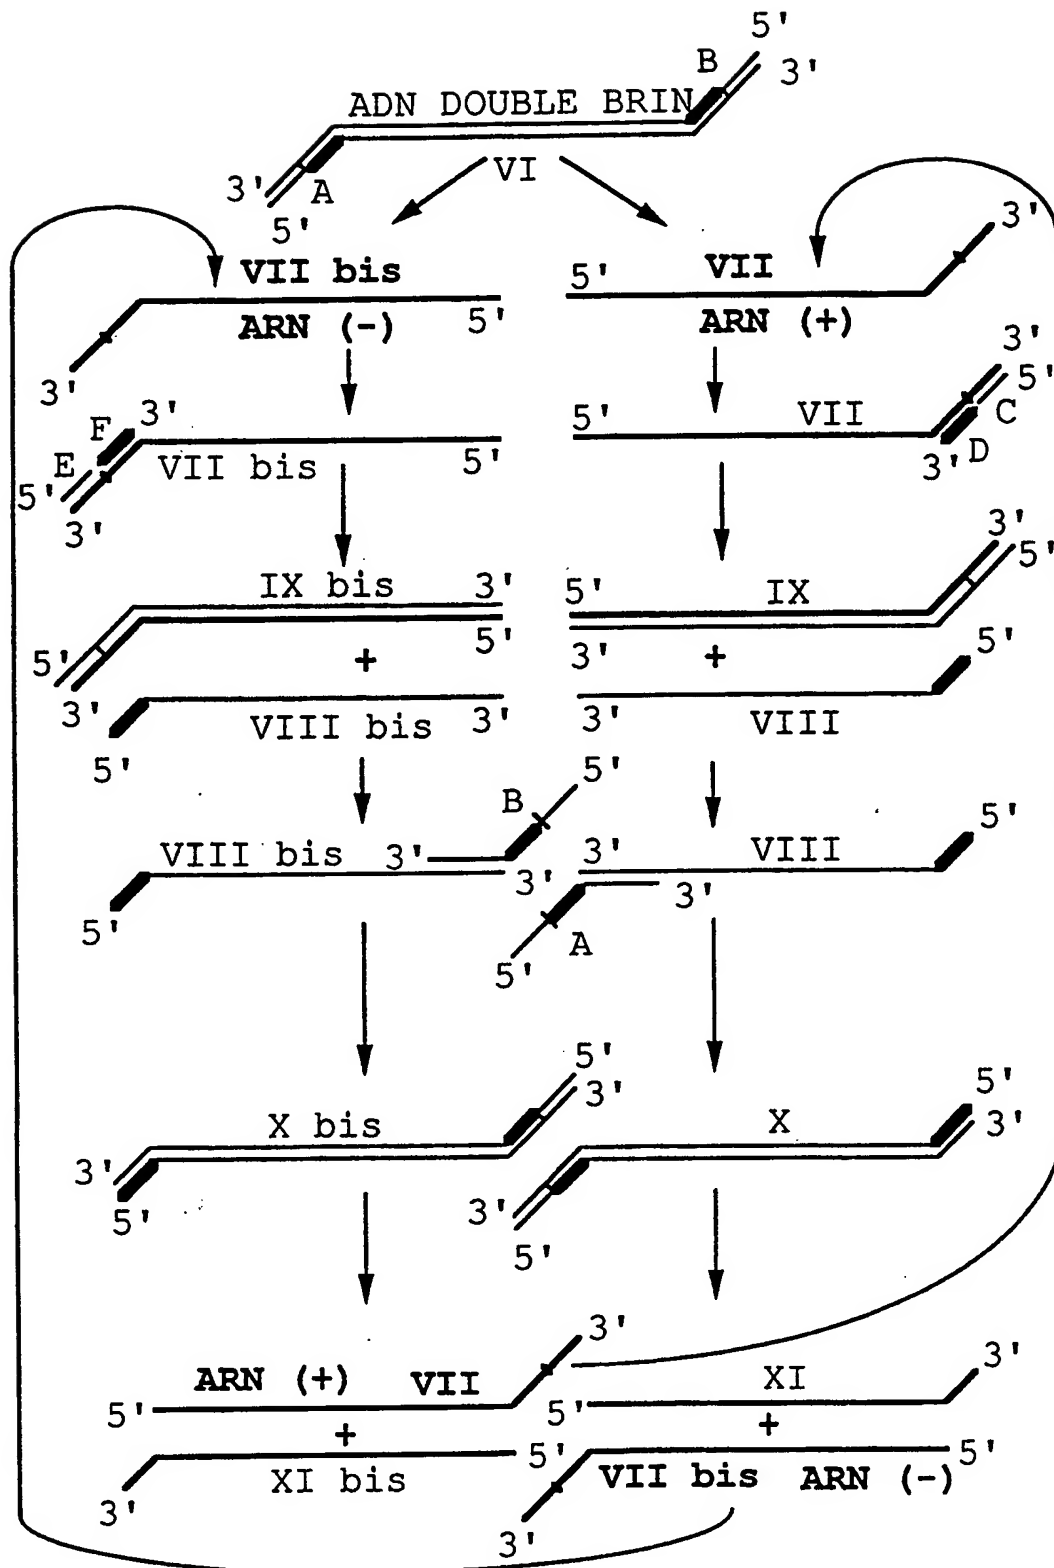 5'
B
3'
ADN DOUBLE BRIN
VI
3'
A
5'
3'
VII bis
5'
VII
ARN (-)
5'
ARN (+)
3'
3'
5'
F
3'
5'
VII
C
E
VII bis
5'
3'
D
5'
3'
3'
IX bis
3'
5'
IX
5'
5'
5'
3'
+
+
5'
3'
VIII bis
3'
3'
VIII
5'
5'
B
5'
VIII bis
3'
3'
VIII
3'
3'
5'
A
5'
5'
3'
5'
X bis
X
3'
3'
3'
5'
5'
3'
3'
ARN (+)
VII
XI
5'
5'
+
+
XI bis
5'
VII bis
ARN (-)
5'
3'
3'